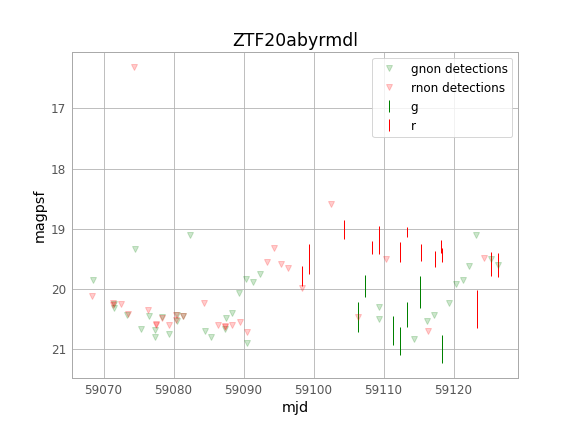 ZTF20abyrmdl
gnon detections
rnon detections
g
r
17
18
19
20
21
magpsf
59070
59080
59090
59100
59110
59120
mjd